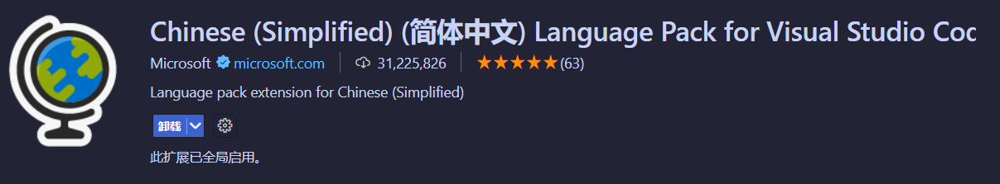 Chinese (Simplified) (简体中文) Language Pack for Visual Studio Coc
Microsoft microsoft.com 31,225,826 ★★★★★(63)
Language pack extension for Chinese (Simplified)
卸载
此扩展已全局启用。